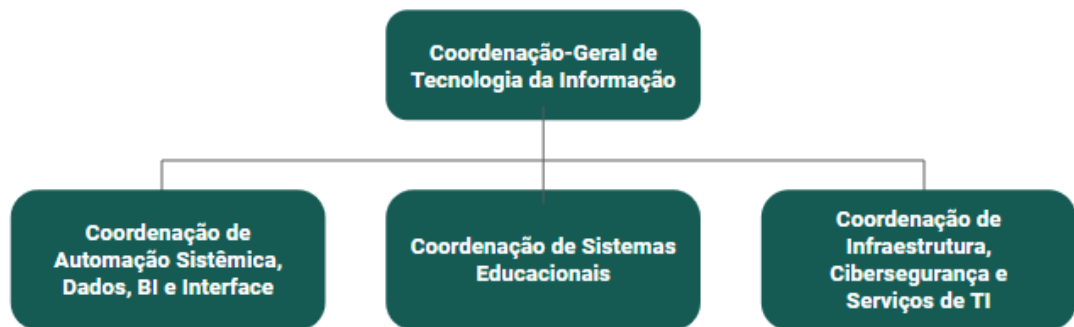 Coordenação-Geral de
Tecnologia da Informação
Coordenação de
Automação Sistêmica,
Dados, BI e Interface
Coordenação de Sistemas
Educacionais
Coordenação de
Infraestrutura,
Cibersegurança e
Serviços de TI